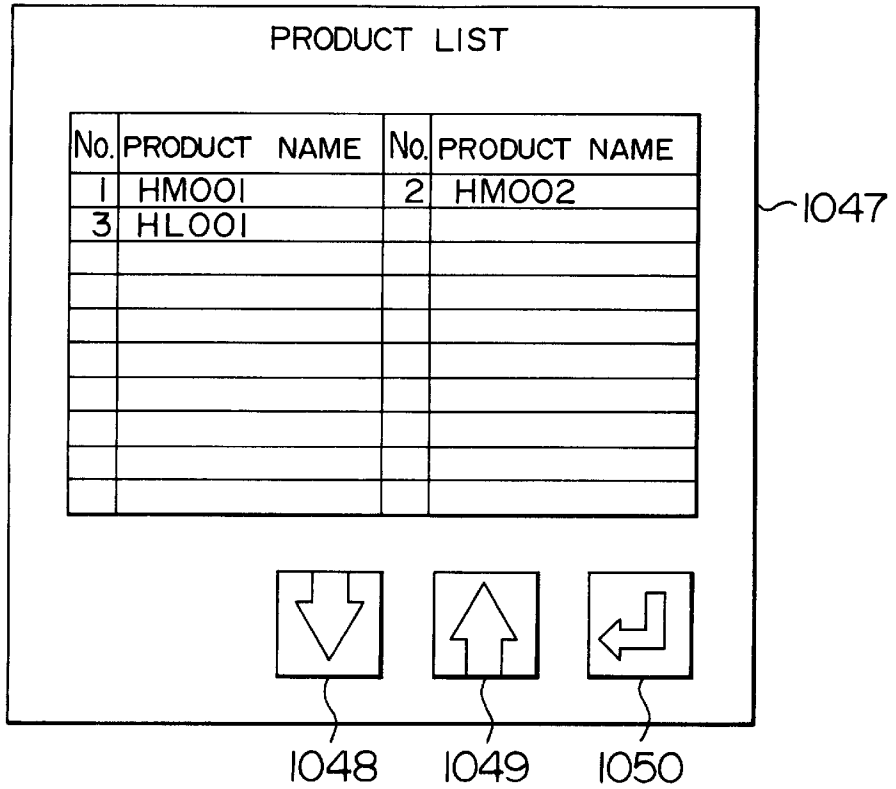 PRODUCT LIST
No. PRODUCT NAME No. PRODUCT NAME
1 HM001 2 HM002
3 HL001
1047
1048 1049 1050